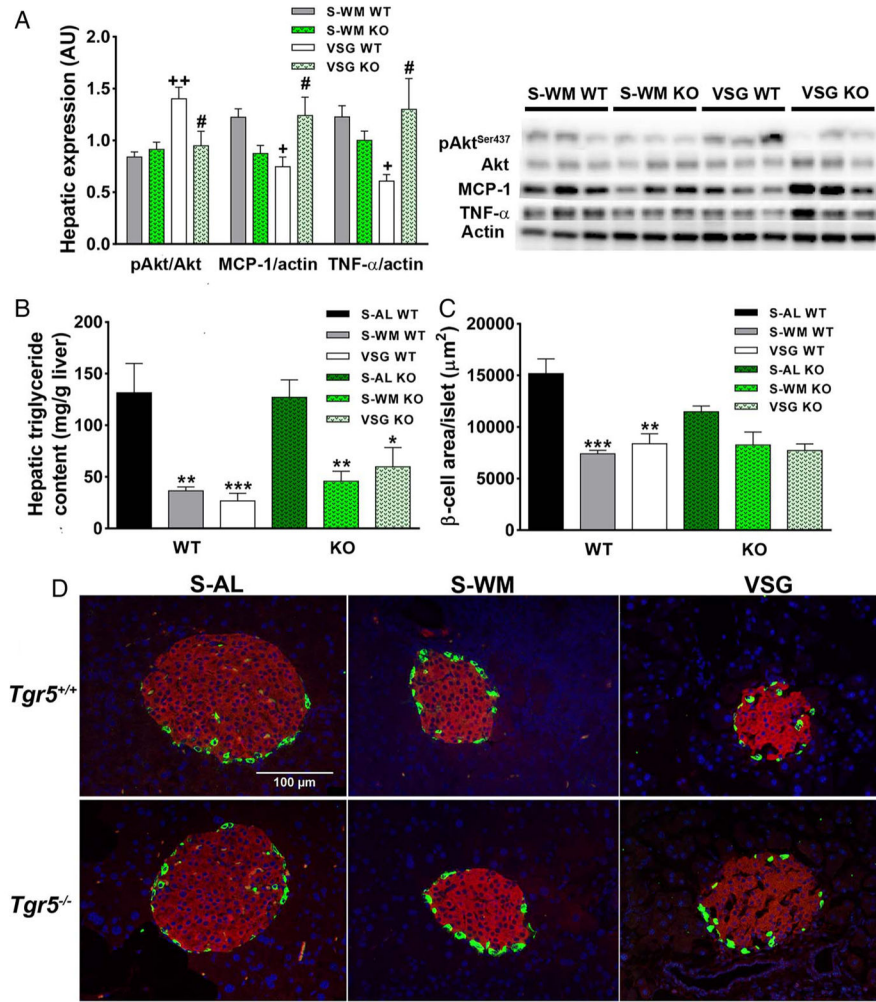 A
S-WM WT
S-WM KO
VSG WT
VSG KO
Hepatic expression (AU)
2.0
1.5
1.0
0.5
0.0
++
#
+
#
+
#
pAkt/Akt MCP-1/actin TNF-α/actin
S-WM WT S-WM KO VSG WT VSG KO
pAktSer437
Akt
MCP-1
TNF-α
Actin
B
Hepatic triglyceride
content (mg/g liver)
200
150
100
50
0
**
***
**
*
WT KO
S-AL WT
S-WM WT
VSG WT
S-AL KO
S-WM KO
VSG KO
C
β-cell area/islet (μm²)
20000
15000
10000
5000
0
***
**
WT KO
S-AL WT
S-WM WT
VSG WT
S-AL KO
S-WM KO
VSG KO
D
S-AL S-WM VSG
Tgr5+/+
100 μm
Tgr5-/-